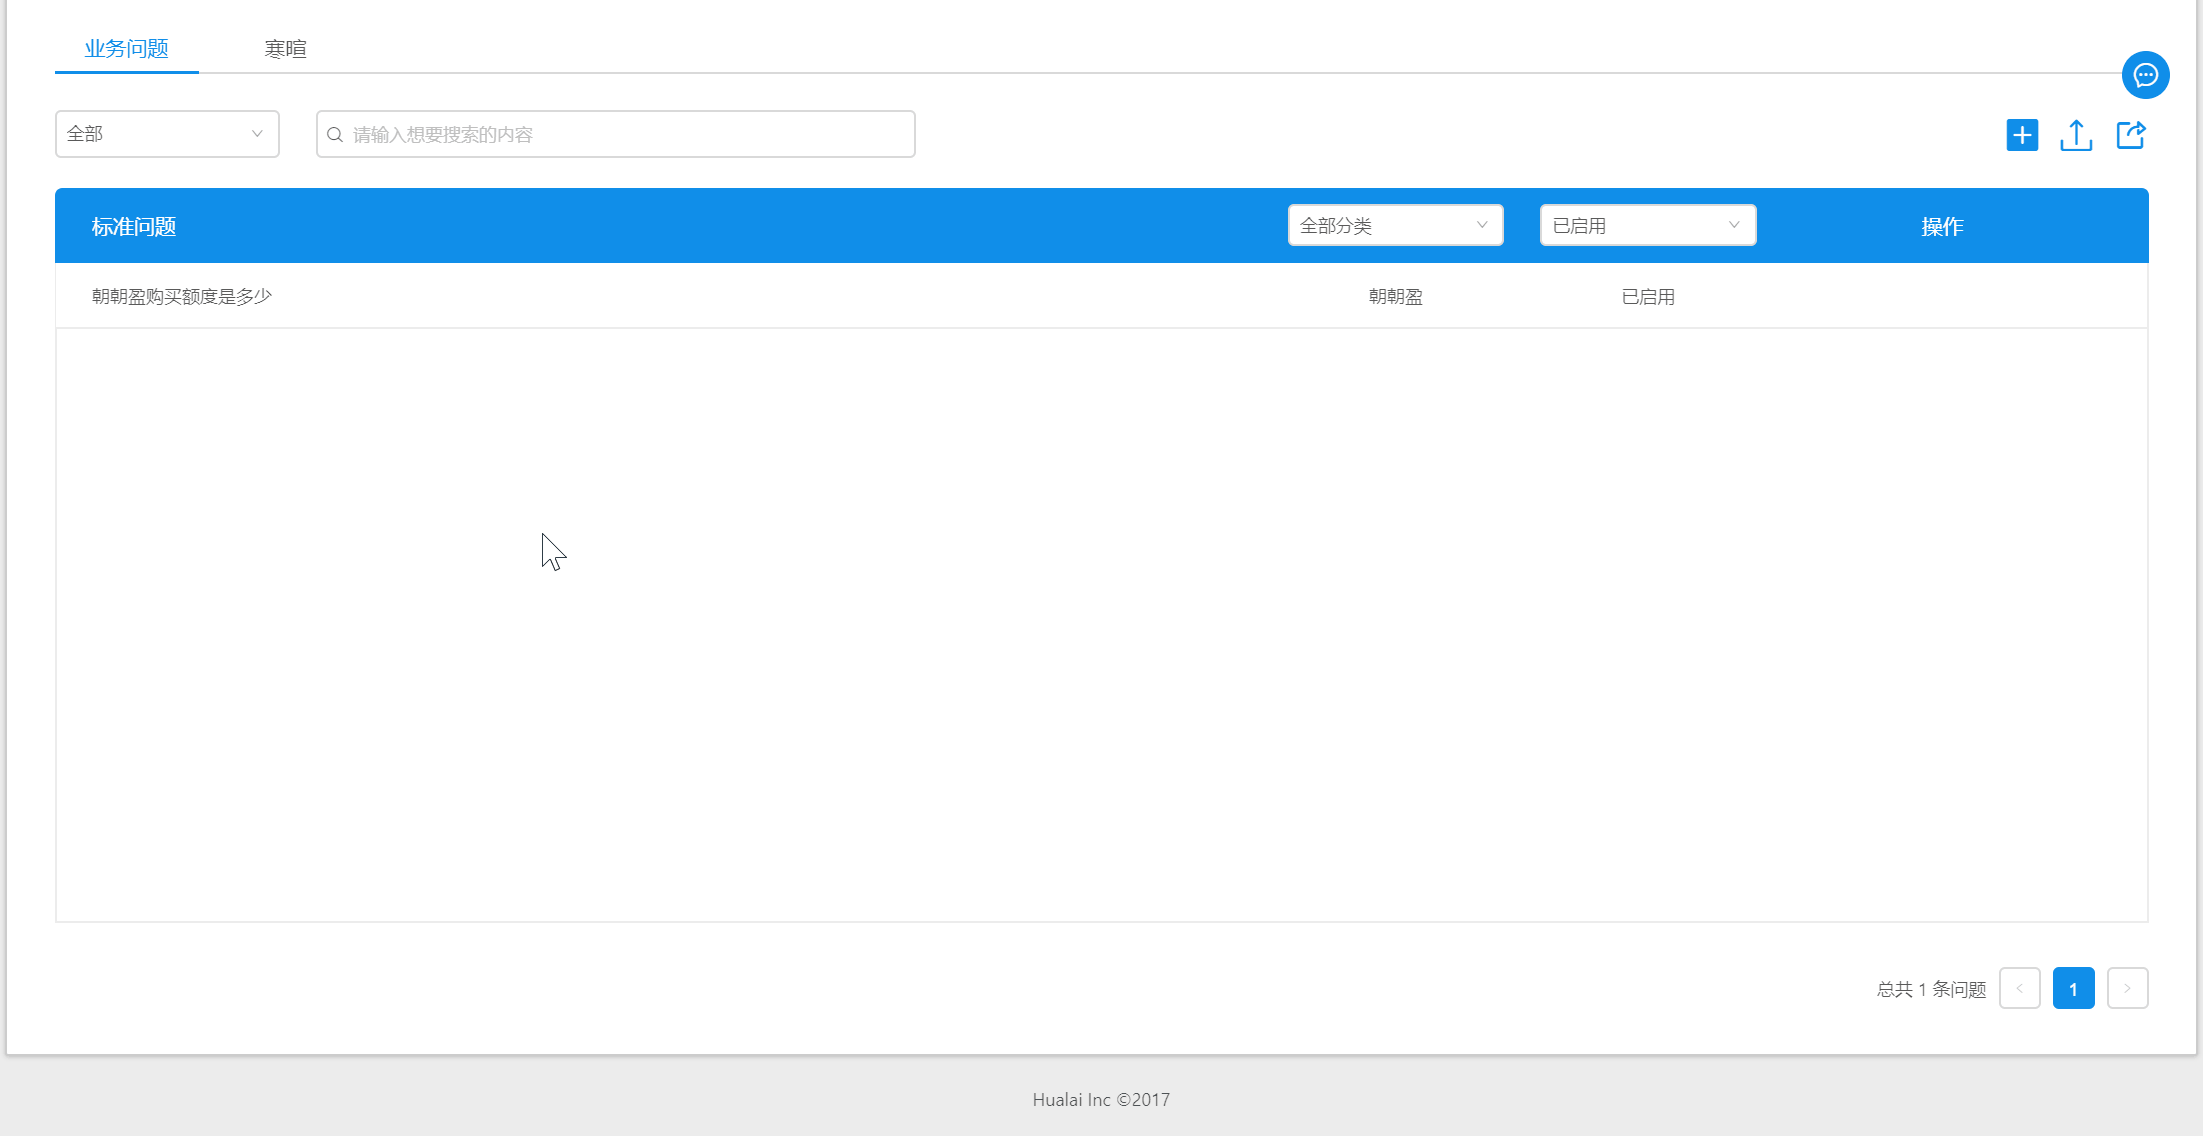 业务问题 寒暄
全部 请输入想要搜索的内容
标准问题 全部分类 已启用 操作
朝朝盈购买额度是多少 朝朝盈 已启用
总共 1 条问题 < 1 >
Hualai Inc ©2017